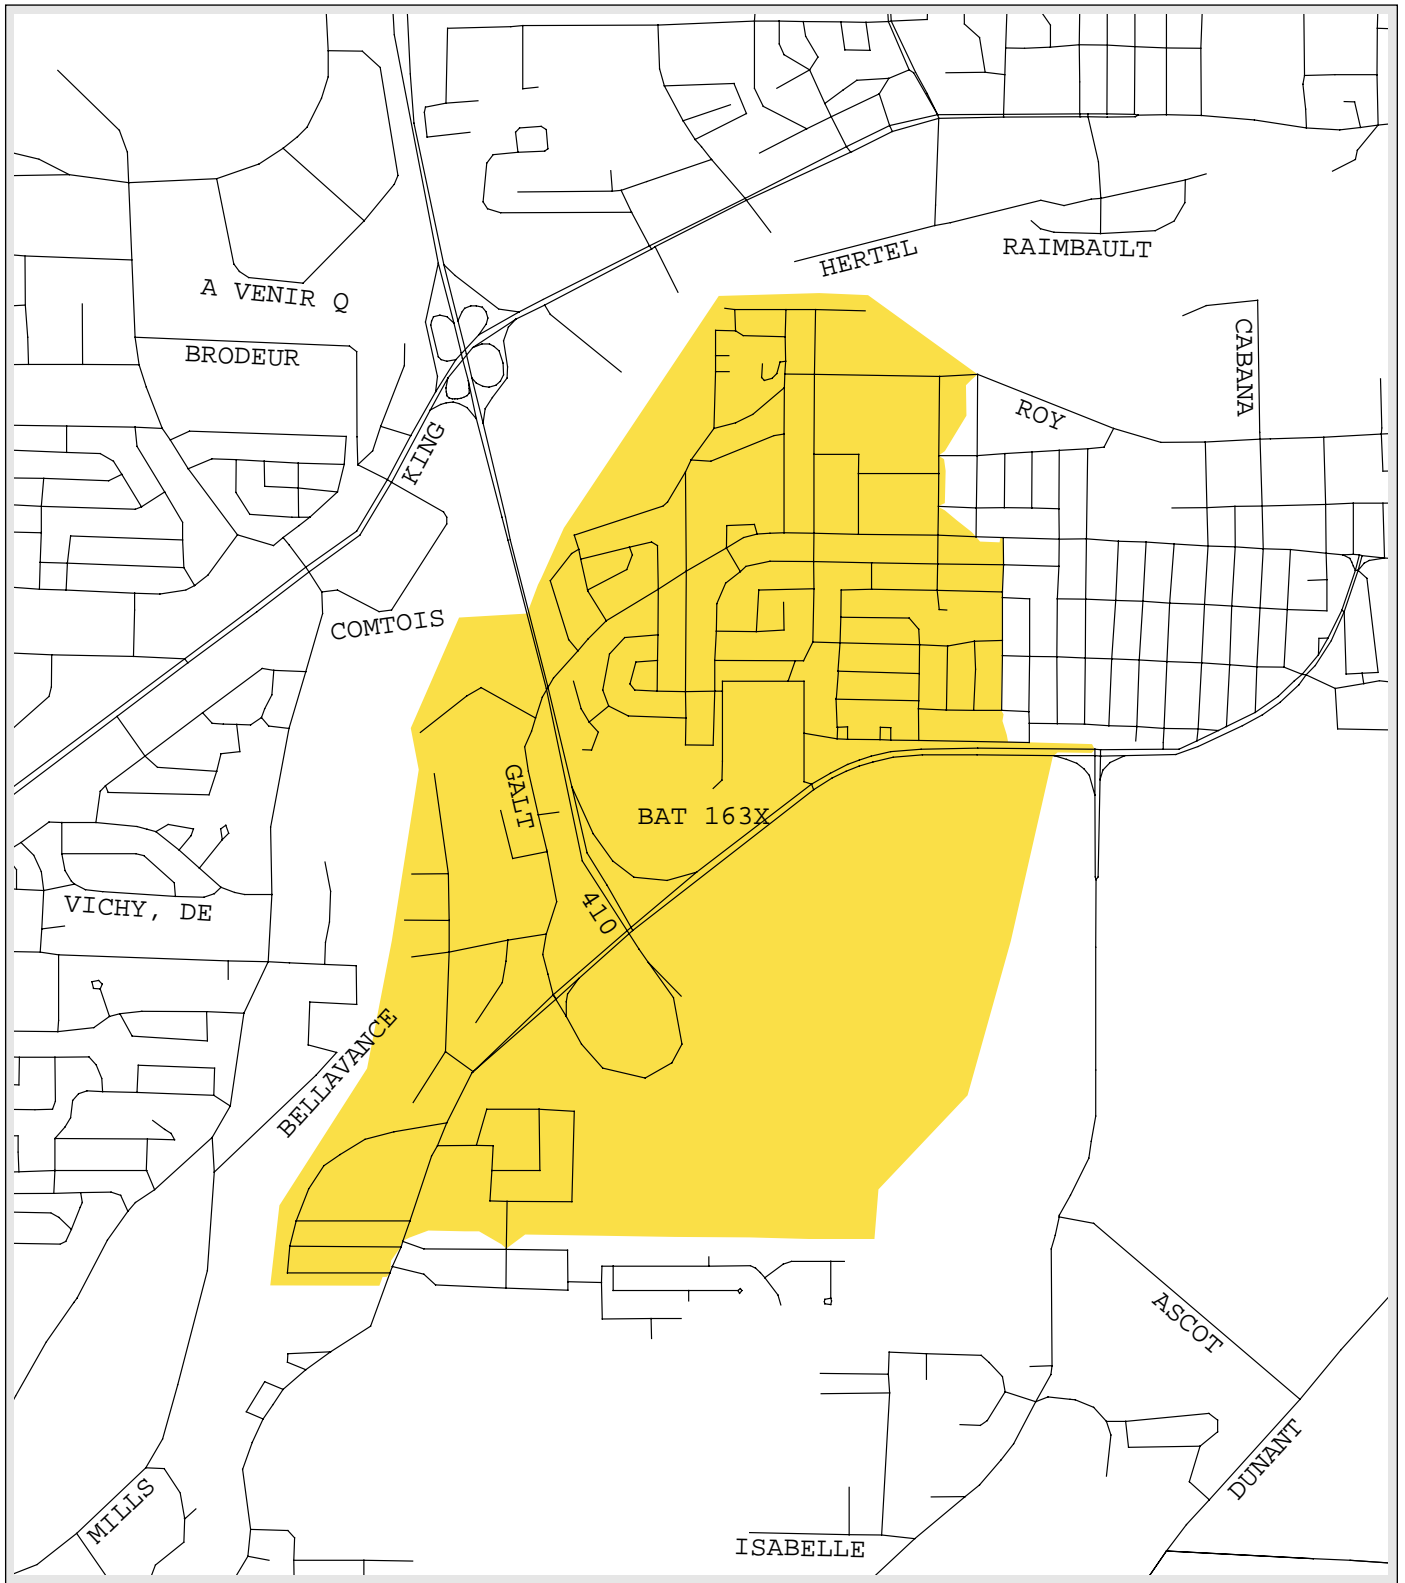 HERTEL
RAIMBAULT
A VENIR Q
BRODEUR
CABANA
ROY
KING
COMTOIS
GALT
BAT 163X
410
VICHY, DE
BELLAVANCE
ASCOT
DUNANT
MILLS
ISABELLE